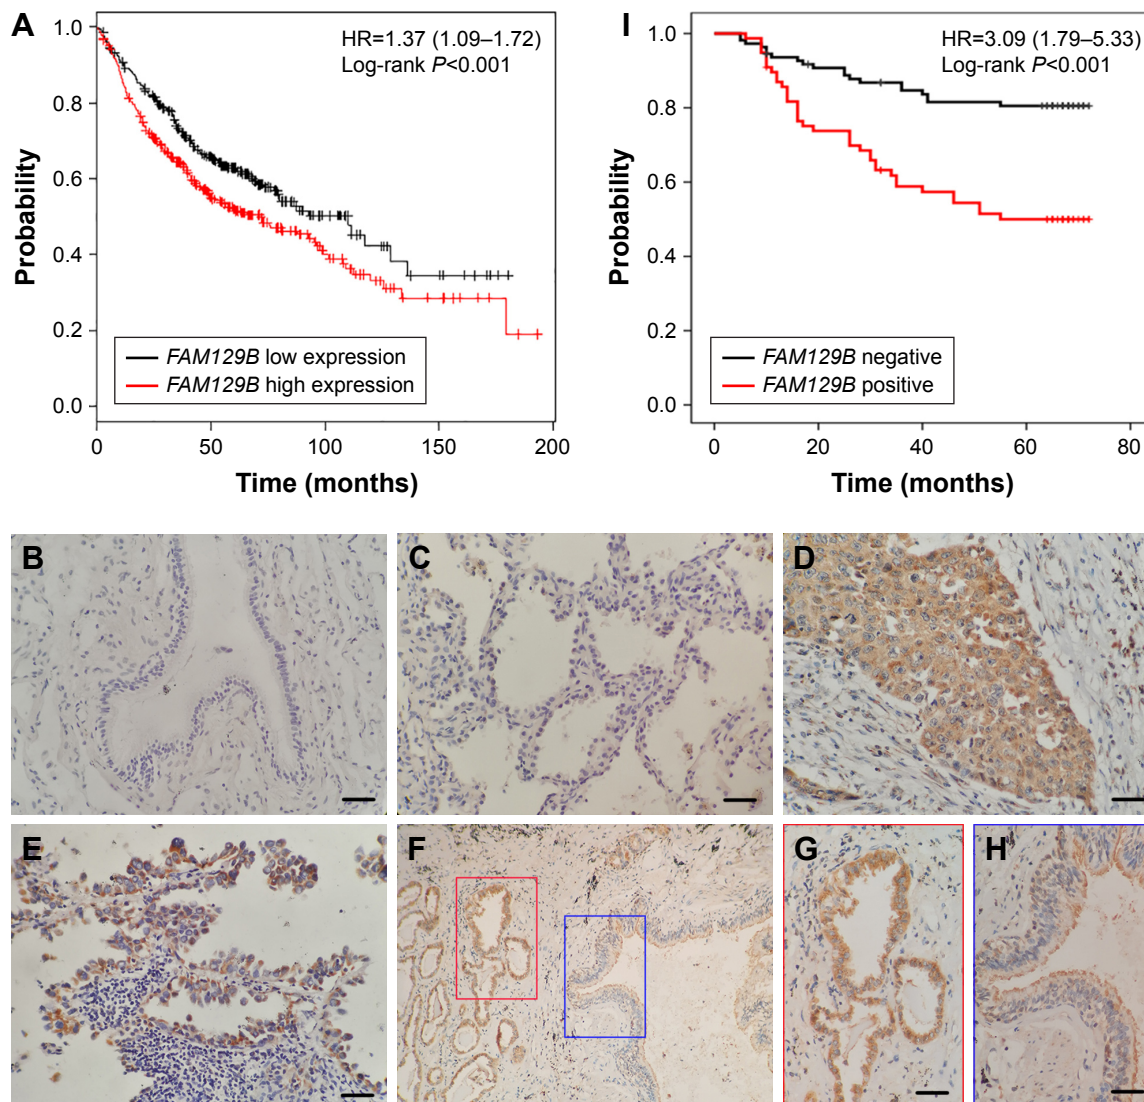 A
HR=1.37 (1.09–1.72)
Log-rank P<0.001
Probability
1.0
0.8
0.6
0.4
0.2
0.0
FAM129B low expression
FAM129B high expression
0 50 100 150 200
Time (months)
I
HR=3.09 (1.79–5.33)
Log-rank P<0.001
Probability
1.0
0.8
0.6
0.4
0.2
0.0
FAM129B negative
FAM129B positive
0 20 40 60 80
Time (months)
B
C
D
E
F
G
H